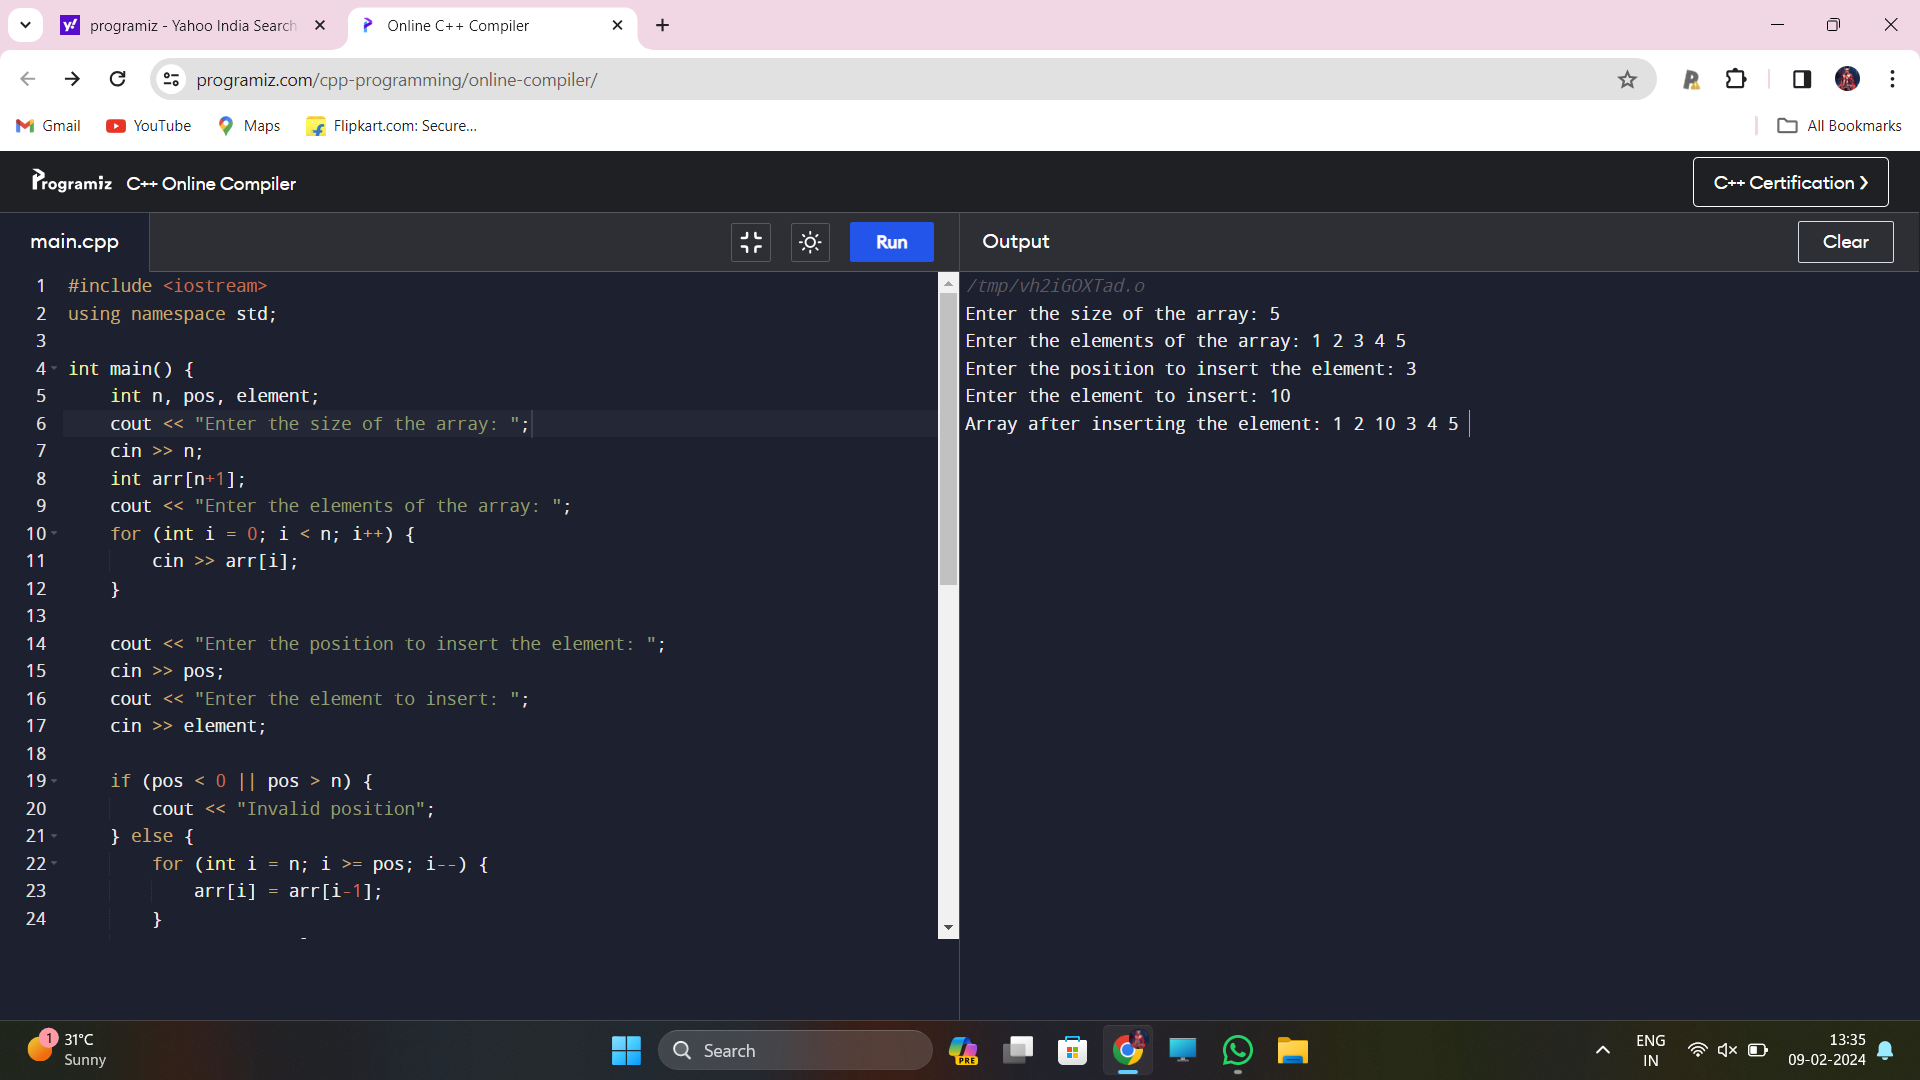 programiz - Yahoo India Search
Online C++ Compiler
programiz.com/cpp-programming/online-compiler/
Gmail
YouTube
Maps
Flipkart.com: Secure...
All Bookmarks
Programiz C++ Online Compiler
C++ Certification ❯
main.cpp
Run
Output
Clear
1 #include <iostream>
2 using namespace std;
3
4 int main() {
5     int n, pos, element;
6     cout << "Enter the size of the array: ";
7     cin >> n;
8     int arr[n+1];
9     cout << "Enter the elements of the array: ";
10     for (int i = 0; i < n; i++) {
11         cin >> arr[i];
12     }
13
14     cout << "Enter the position to insert the element: ";
15     cin >> pos;
16     cout << "Enter the element to insert: ";
17     cin >> element;
18
19     if (pos < 0 || pos > n) {
20         cout << "Invalid position";
21     } else {
22         for (int i = n; i >= pos; i--) {
23             arr[i] = arr[i-1];
24         }
/tmp/vh2iGOXTad.o
Enter the size of the array: 5
Enter the elements of the array: 1 2 3 4 5
Enter the position to insert the element: 3
Enter the element to insert: 10
Array after inserting the element: 1 2 10 3 4 5
1
31°C
Sunny
Search
PRE
ENG
IN
13:35
09-02-2024